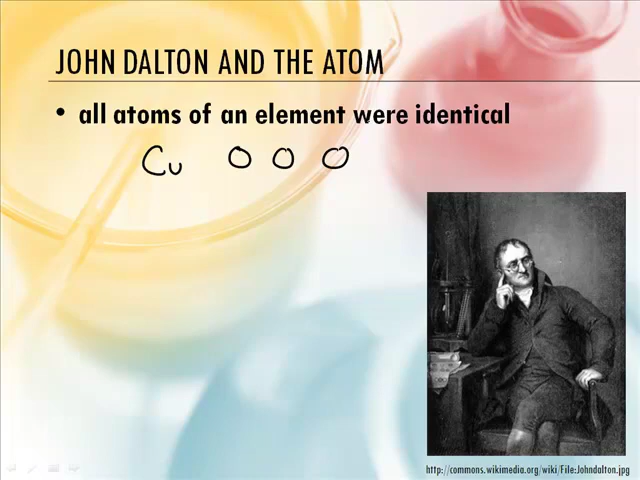 JOHN DALTON AND THE ATOM
• all atoms of an element were identical
Cu O O O
http://commons.wikimedia.org/wiki/File:Johndalton.jpg